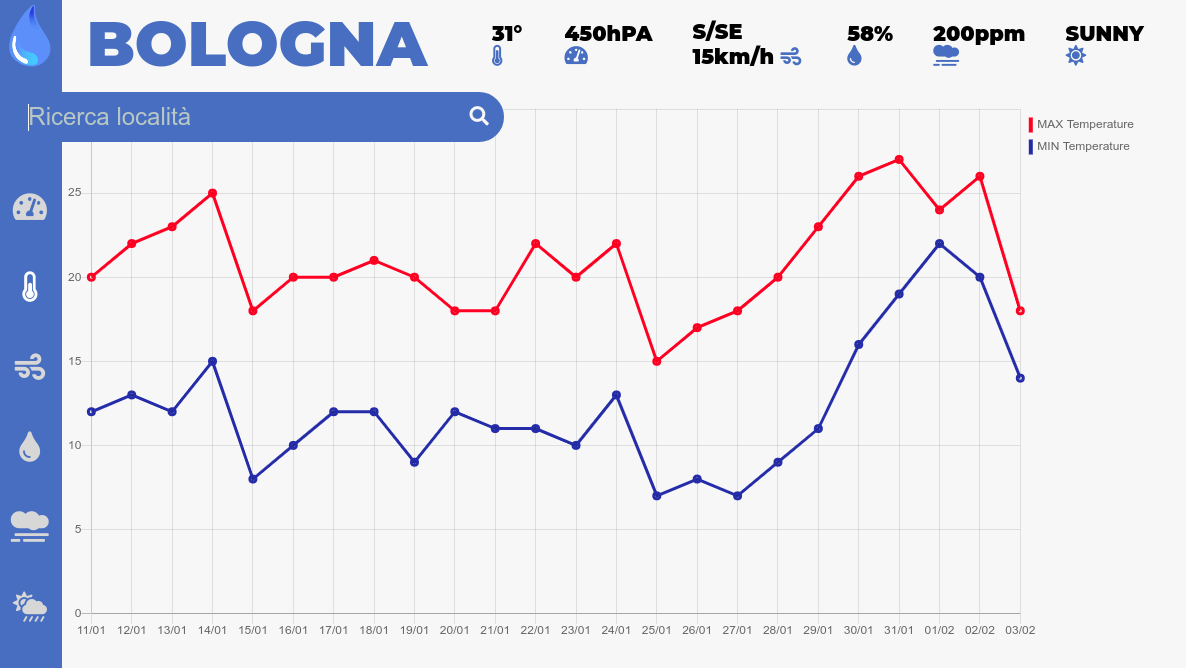 BOLOGNA
31°
450hPA
S/SE
15km/h
58%
200ppm
SUNNY
Ricerca località
MAX Temperature
MIN Temperature
25
20
15
10
5
0
11/01 12/01 13/01 14/01 15/01 16/01 17/01 18/01 19/01 20/01 21/01 22/01 23/01 24/01 25/01 26/01 27/01 28/01 29/01 30/01 31/01 01/02 02/02 03/02